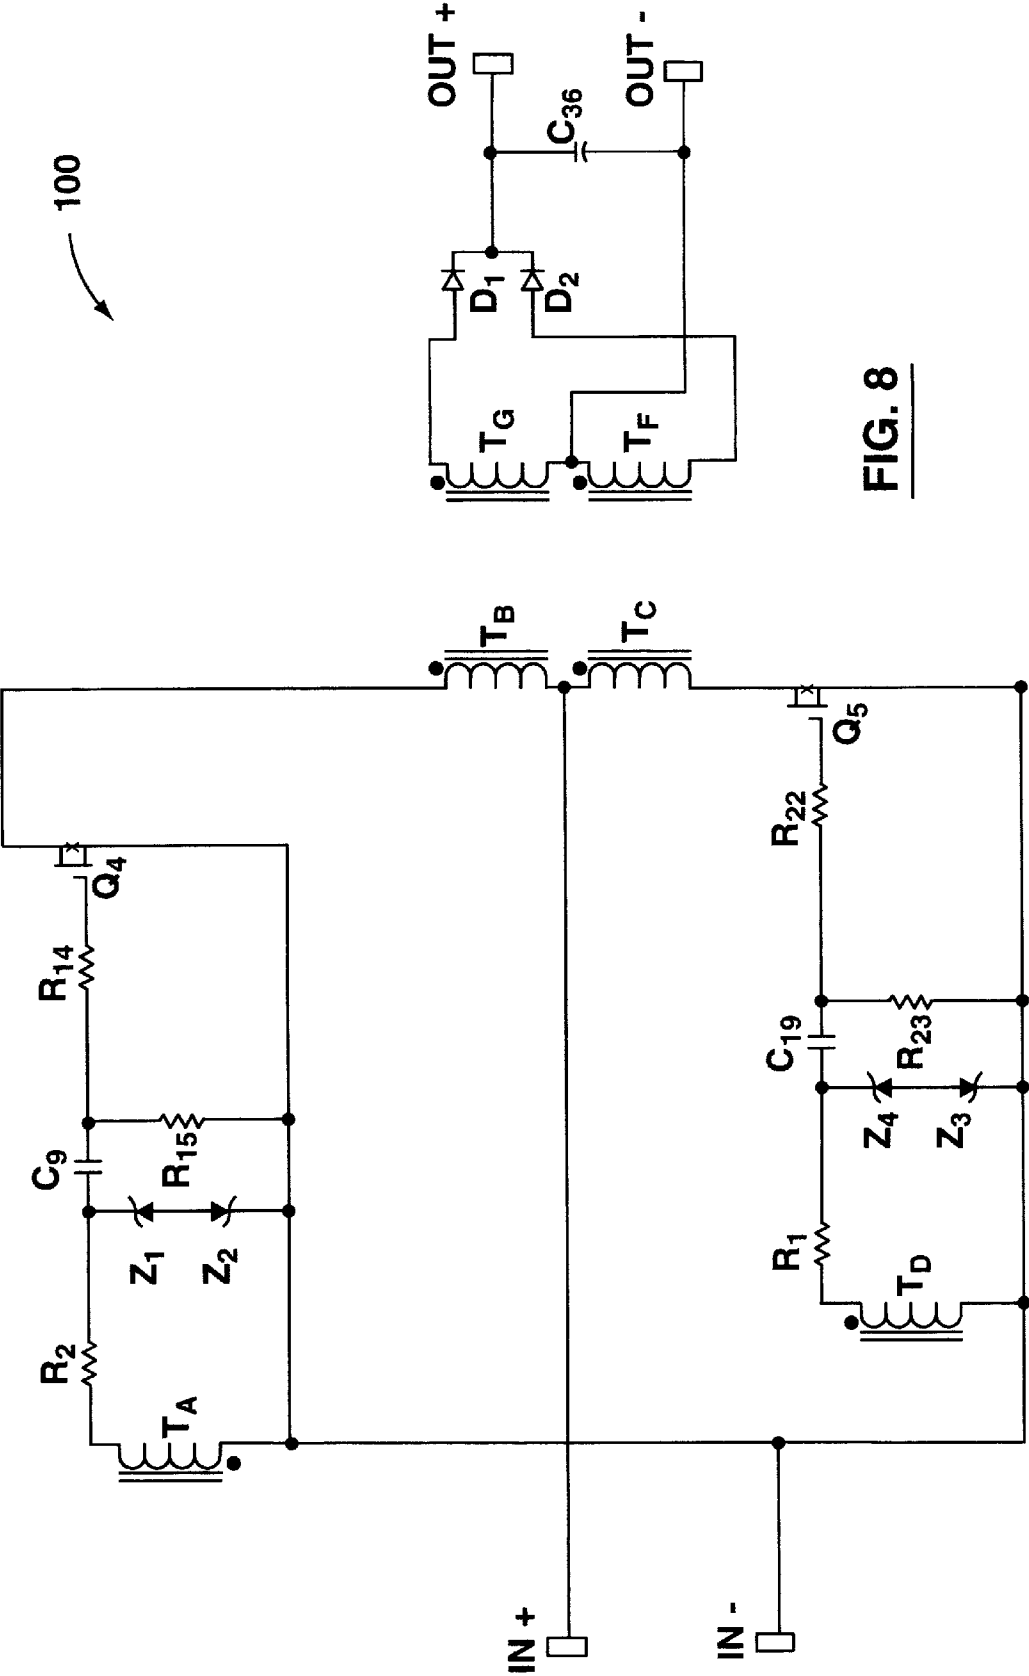 100
OUT +
OUT -
C36
D1
D2
TG
TF
TB
TC
Q4
R14
C9
R15
Z1
Z2
R2
TA
Q5
R22
C19
R23
Z4
Z3
R1
TD
IN +
IN -
FIG. 8